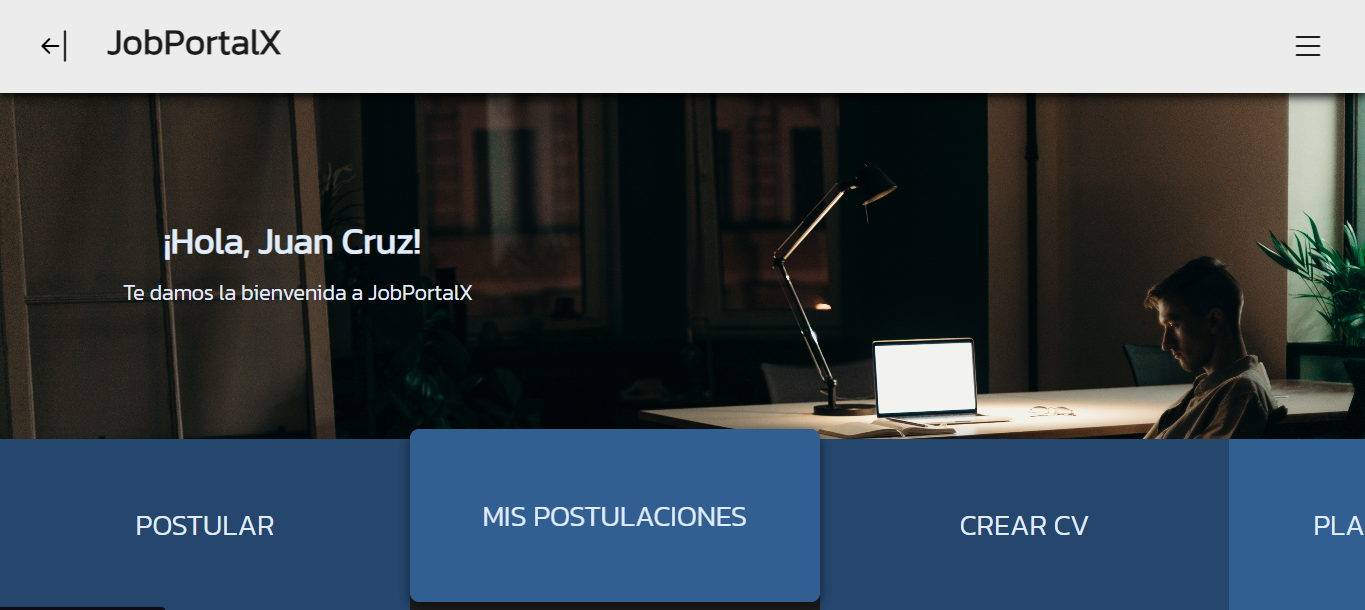 JobPortalX
¡Hola, Juan Cruz!
Te damos la bienvenida a JobPortalX
POSTULAR
MIS POSTULACIONES
CREAR CV
PLA